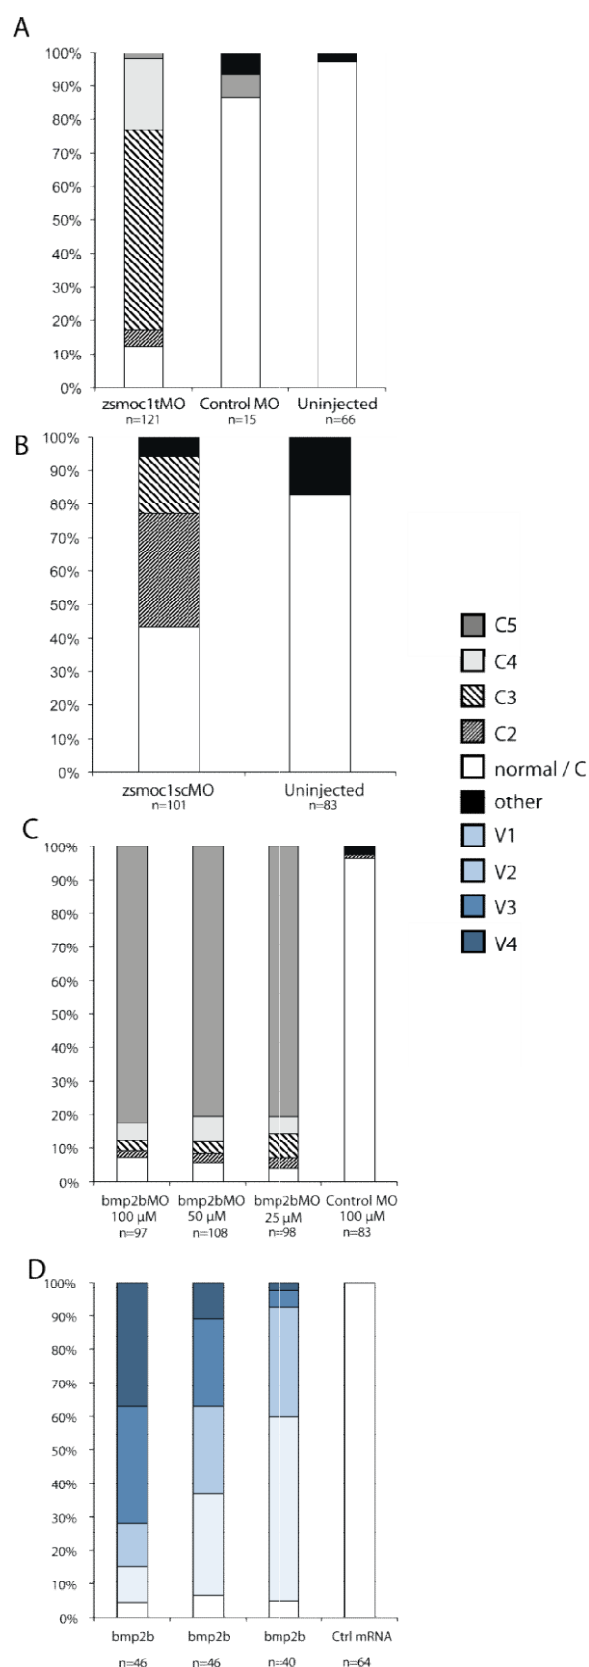 A
100%
90%
80%
70%
60%
50%
40%
30%
20%
10%
0%
zsmoc1tMO Control MO Uninjected
n=121 n=15 n=66
B
100%
90%
80%
70%
60%
50%
40%
30%
20%
10%
0%
zsmoc1scMO Uninjected
n=101 n=83
C5
C4
C3
C2
normal / C
other
V1
V2
V3
V4
C
100%
90%
80%
70%
60%
50%
40%
30%
20%
10%
0%
bmp2bMO bmp2bMO bmp2bMO Control MO
100 µM 50 µM 25 µM 100 µM
n=97 n=108 n=98 n=83
D
100%
90%
80%
70%
60%
50%
40%
30%
20%
10%
0%
bmp2b bmp2b bmp2b Ctrl mRNA
n=46 n=46 n=40 n=64